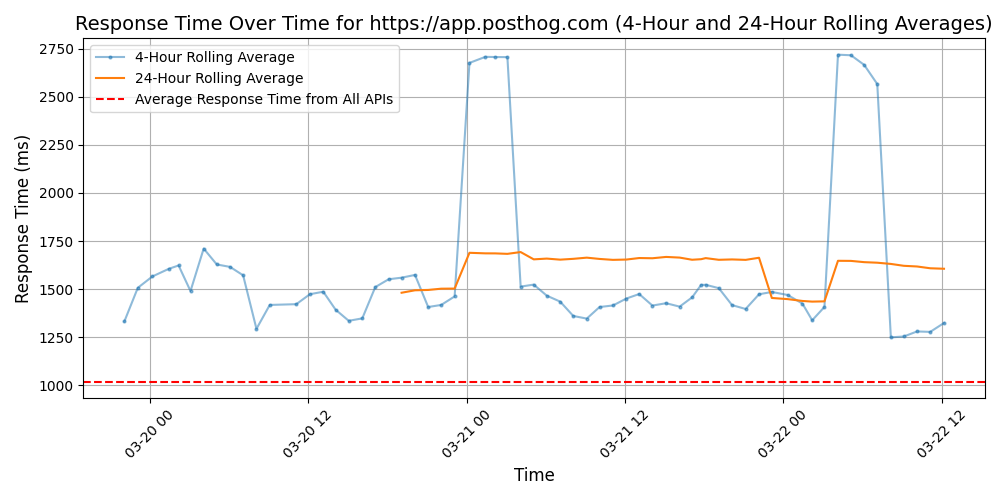 Response Time Over Time for https://app.posthog.com (4-Hour and 24-Hour Rolling Averages)
4-Hour Rolling Average
24-Hour Rolling Average
Average Response Time from All APIs
Response Time (ms)
2750
2500
2250
2000
1750
1500
1250
1000
03-20 00
03-20 12
03-21 00
03-21 12
03-22 00
03-22 12
Time